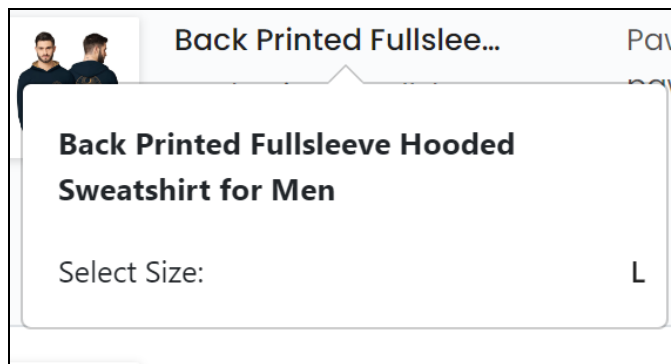 Back Printed Fullslee...
Back Printed Fullsleeve Hooded
Sweatshirt for Men
Select Size: L